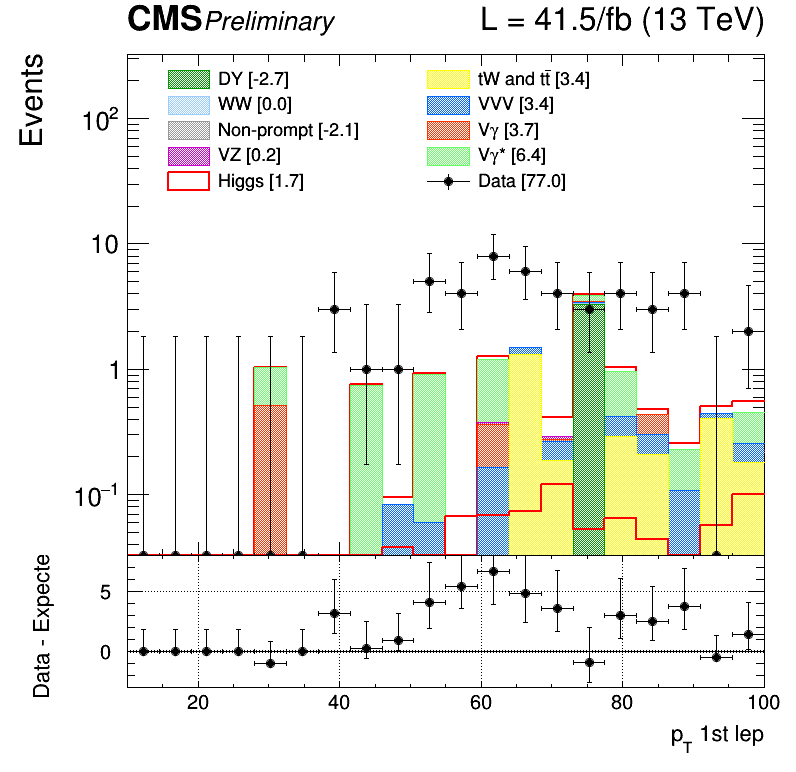 CMS Preliminary L = 41.5/fb (13 TeV)
Events
DY [-2.7]
WW [0.0]
Non-prompt [-2.1]
VZ [0.2]
Higgs [1.7]
tW and tt̄ [3.4]
VVV [3.4]
Vγ [3.7]
Vγ* [6.4]
Data [77.0]
10²
10
1
10⁻¹
Data - Expecte
5
0
20 40 60 80 100
p_T 1st lep